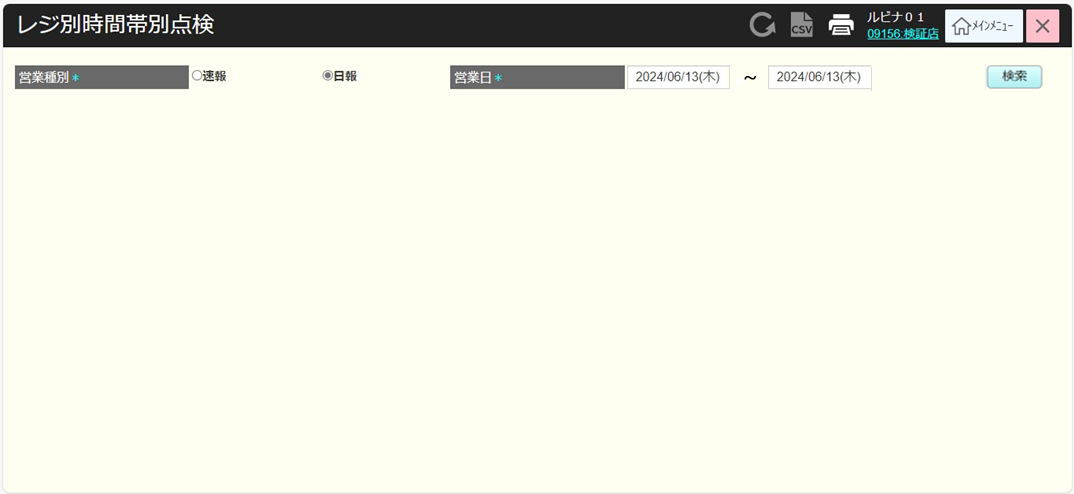 レジ別時間帯別点検
CSV
ルビナ０１
09156:検証店
ﾒｲﾝﾒﾆｭｰ
営業種別＊ 速報 日報 営業日＊ 2024/06/13(木) ～ 2024/06/13(木) 検索